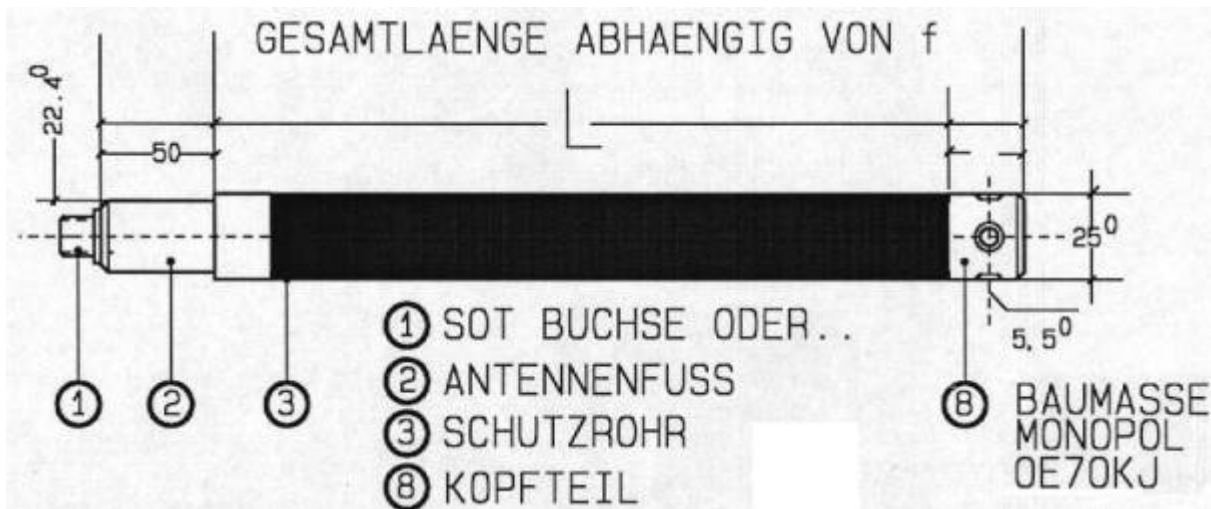 GESAMTLAENGE ABHAENGIG VON f
22.4⁰
50
L
25⁰
5,5⁰
① SOT BUCHSE ODER..
② ANTENNENFUSS
③ SCHUTZROHR
⑧ KOPFTEIL
① ② ③ ⑧
BAUMASSE
MONOPOL
OE7OKJ